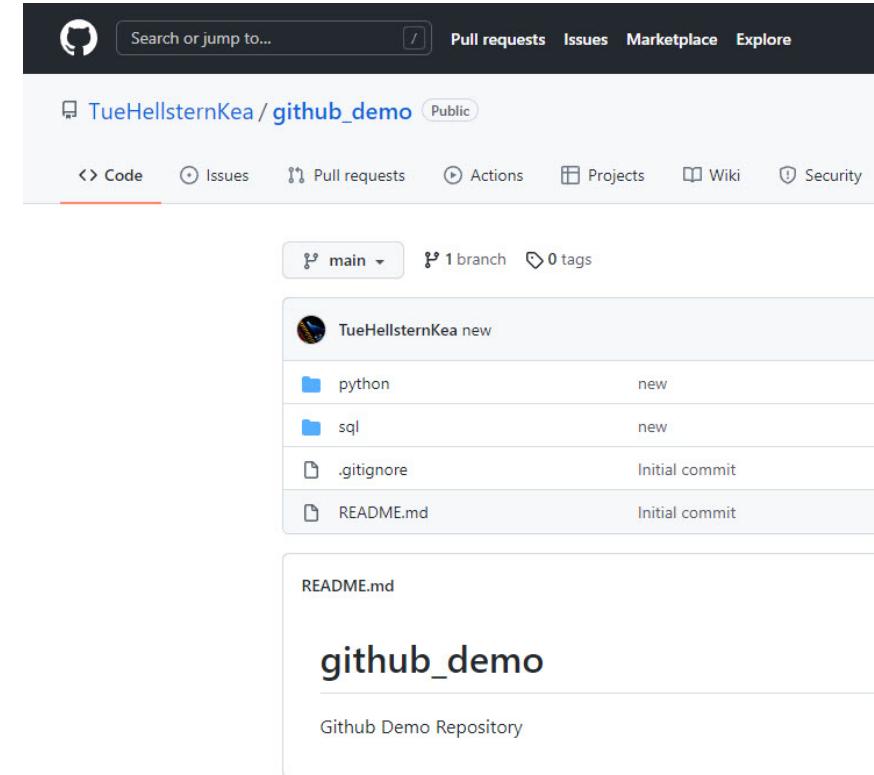 Search or jump to... / Pull requests Issues Marketplace Explore
TueHellsternKea / github_demo Public
<> Code Issues Pull requests Actions Projects Wiki Security
main 1 branch 0 tags
TueHellsternKea new
python new
sql new
.gitignore Initial commit
README.md Initial commit
README.md
github_demo
Github Demo Repository